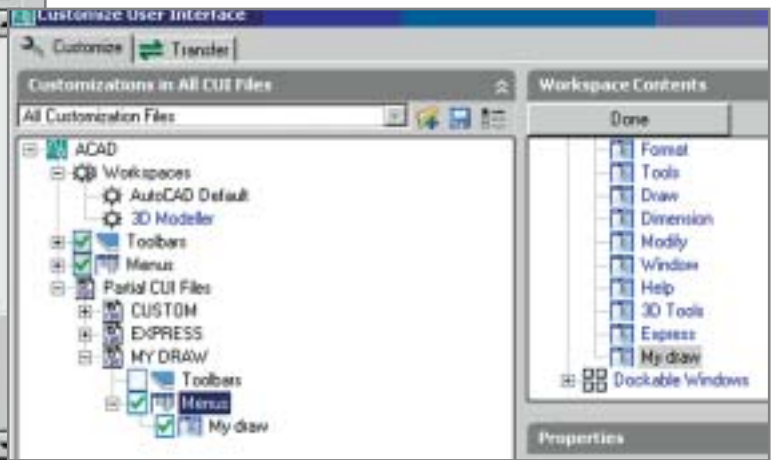 Customize User Interface
Customize
Transfer
Customizations in All CUI Files
All Customization Files
ACAD
Workspaces
AutoCAD Default
3D Modeller
Toolbars
Menus
Partial CUI Files
CUSTOM
EXPRESS
MY DRAW
Toolbars
Menus
My draw
Workspace Contents
Done
Format
Tools
Draw
Dimension
Modify
Window
Help
3D Tools
Express
My draw
Dockable Windows
Properties